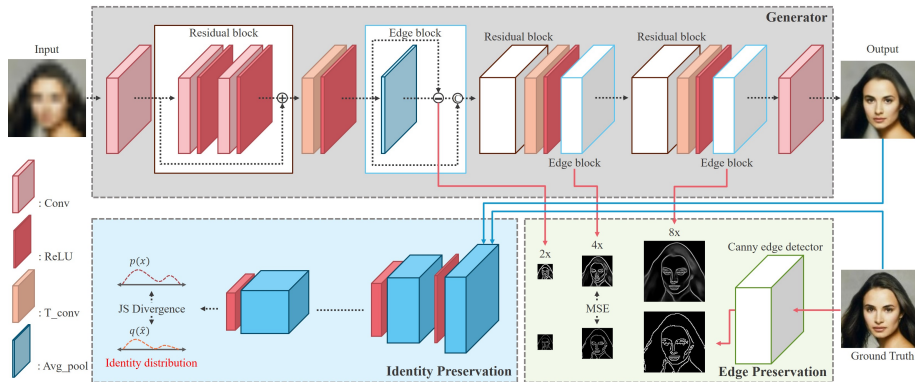 Generator
Input
Residual block
Edge block
Residual block
Residual block
Output
Edge block
Edge block
: Conv
: ReLU
: T_conv
: Avg_pool
p(x)
JS Divergence
q(x̂)
Identity distribution
Identity Preservation
2x
4x
8x
MSE
Canny edge detector
Edge Preservation
Ground Truth